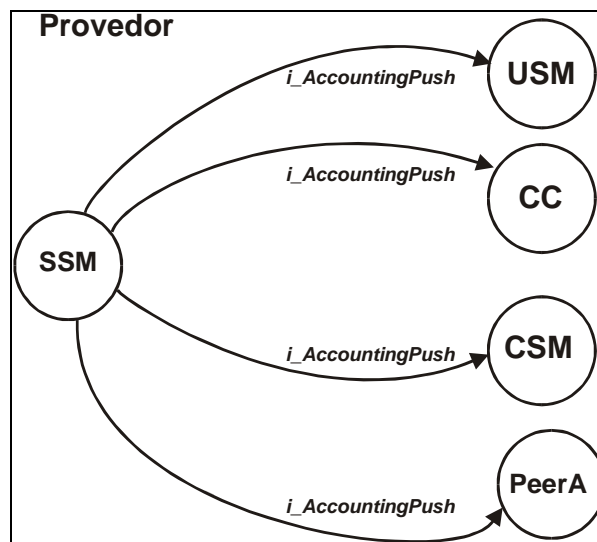 Provedor
i_AccountingPush
USM
i_AccountingPush
CC
SSM
i_AccountingPush
CSM
i_AccountingPush
PeerA